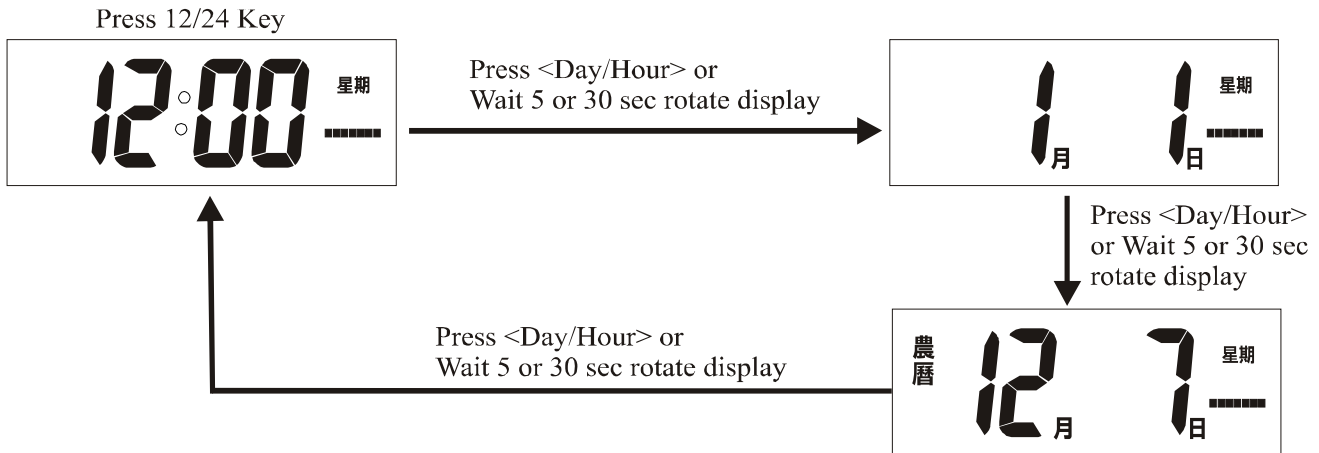 Press 12/24 Key
12:00 星期
Press <Day/Hour> or
Wait 5 or 30 sec rotate display
1月 1日 星期
Press <Day/Hour>
or Wait 5 or 30 sec
rotate display
Press <Day/Hour> or
Wait 5 or 30 sec rotate display
農曆 12月 7日 星期